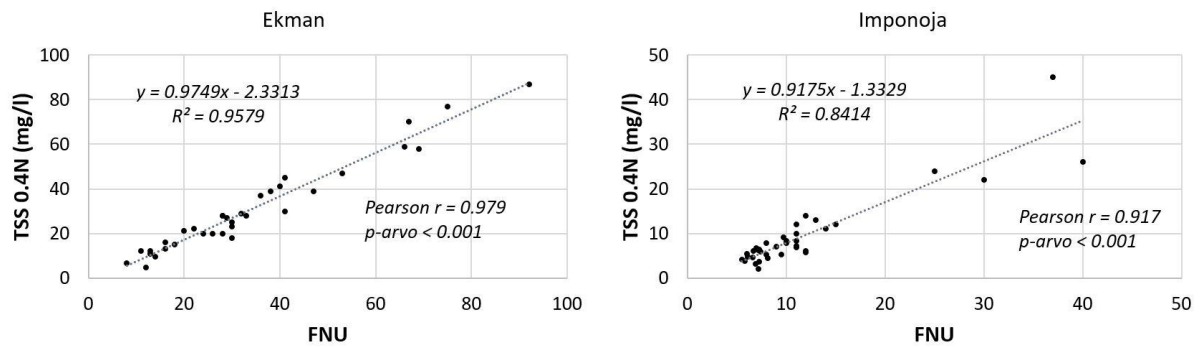 Ekman
100
80
60
40
20
0
TSS 0.4N (mg/l)
y = 0.9749x - 2.3313
R² = 0.9579
Pearson r = 0.979
p-arvo < 0.001
0 20 40 60 80 100
FNU
Imponoja
50
40
30
20
10
0
TSS 0.4N (mg/l)
y = 0.9175x - 1.3329
R² = 0.8414
Pearson r = 0.917
p-arvo < 0.001
0 10 20 30 40 50
FNU